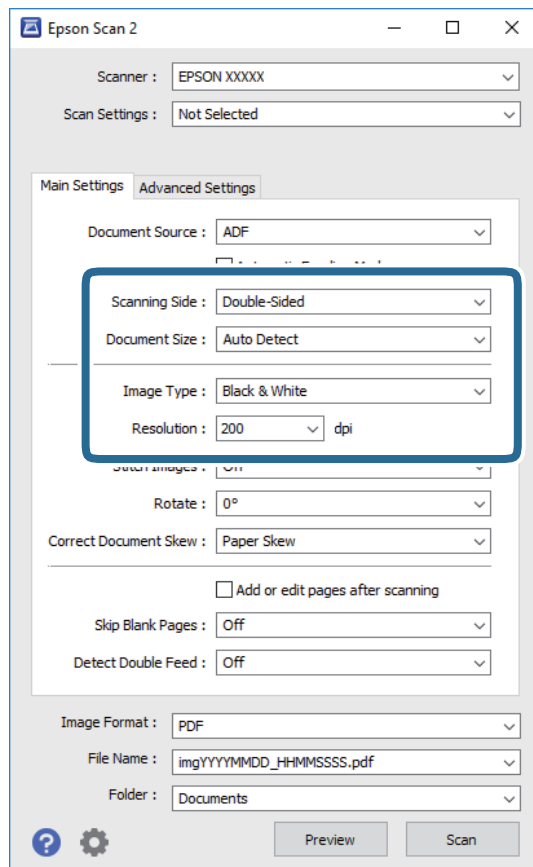 Epson Scan 2
Scanner : EPSON XXXXX
Scan Settings : Not Selected
Main Settings Advanced Settings
Document Source : ADF
Scanning Side : Double-Sided
Document Size : Auto Detect
Image Type : Black & White
Resolution : 200 dpi
Stitch Images : Off
Rotate : 0°
Correct Document Skew : Paper Skew
Add or edit pages after scanning
Skip Blank Pages : Off
Detect Double Feed : Off
Image Format : PDF
File Name : imgYYYYMMDD_HHMMSSSS.pdf
Folder : Documents
?
Preview Scan